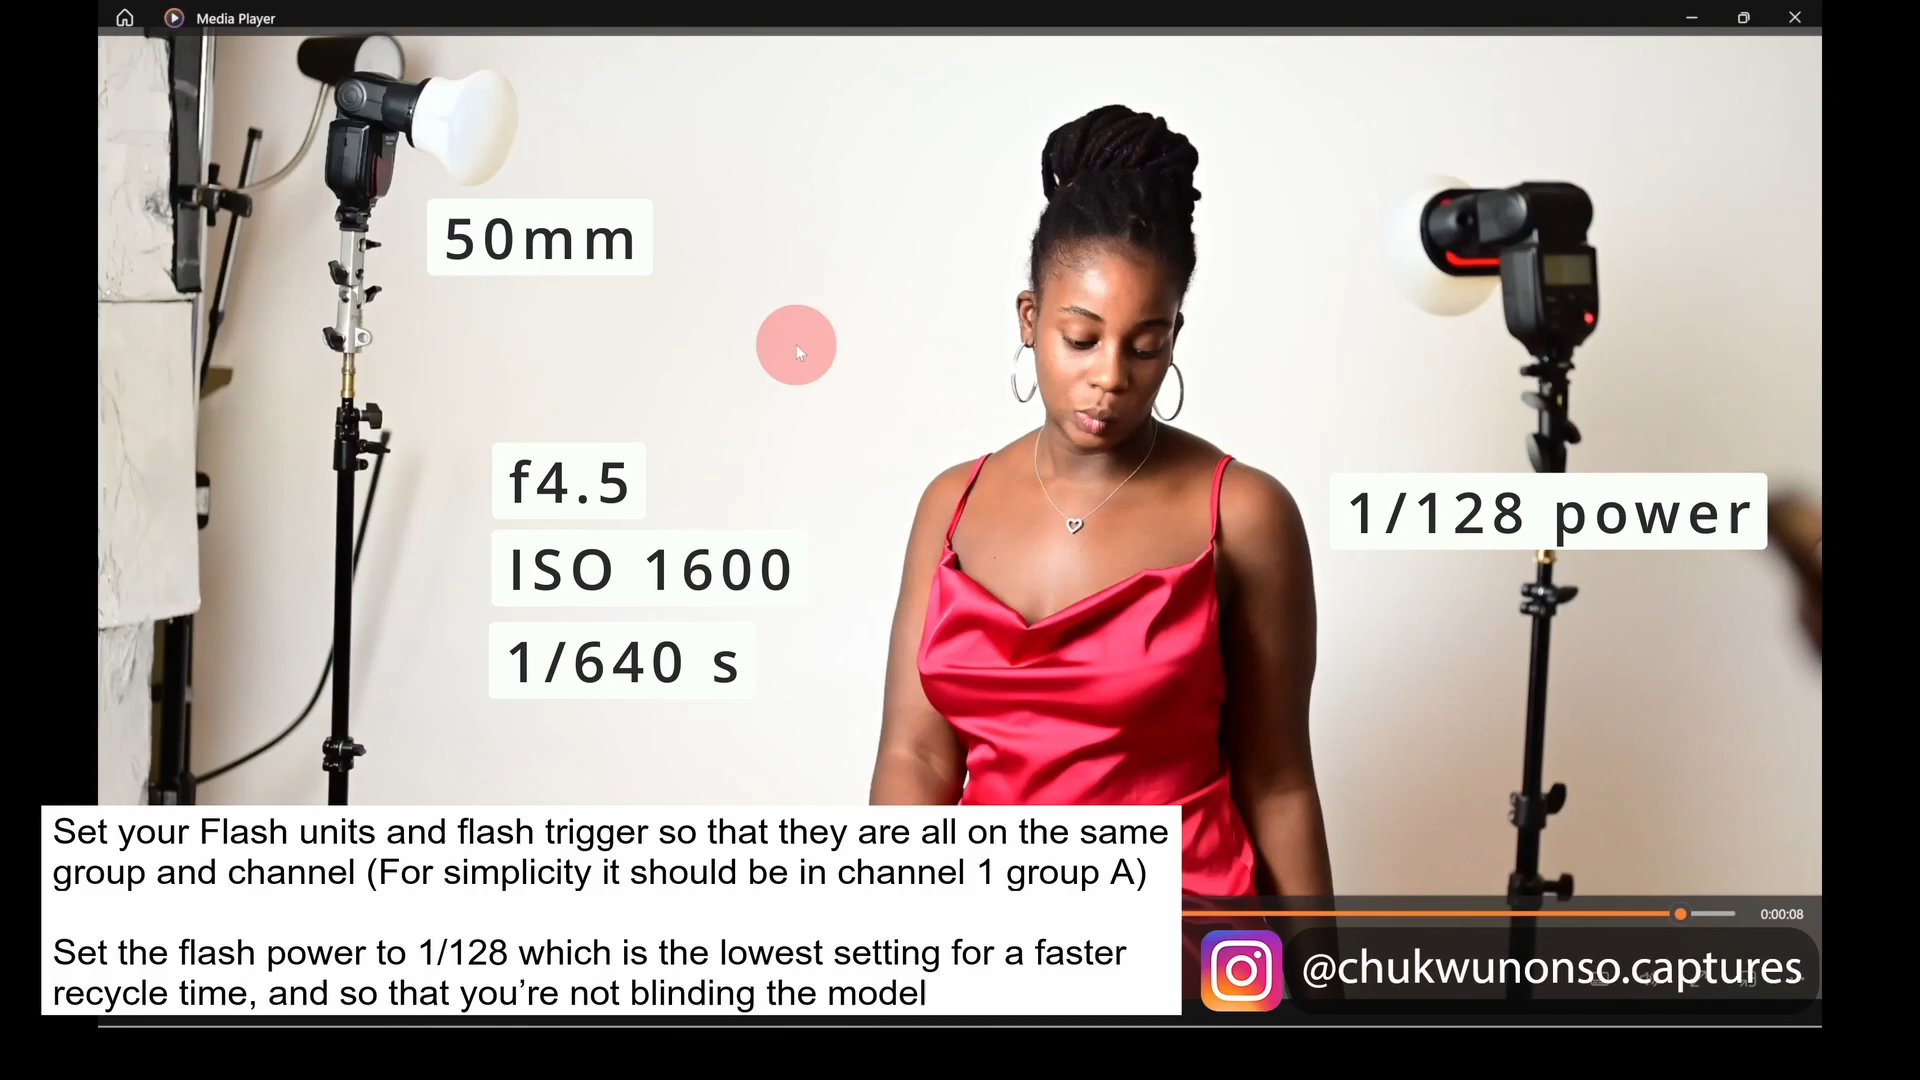 Media Player
50mm
f4.5
ISO 1600
1/640 s
1/128 power
Set your Flash units and flash trigger so that they are all on the same
group and channel (For simplicity it should be in channel 1 group A)
Set the flash power to 1/128 which is the lowest setting for a faster
recycle time, and so that you’re not blinding the model
0:00:08
@chukwunonso.captures